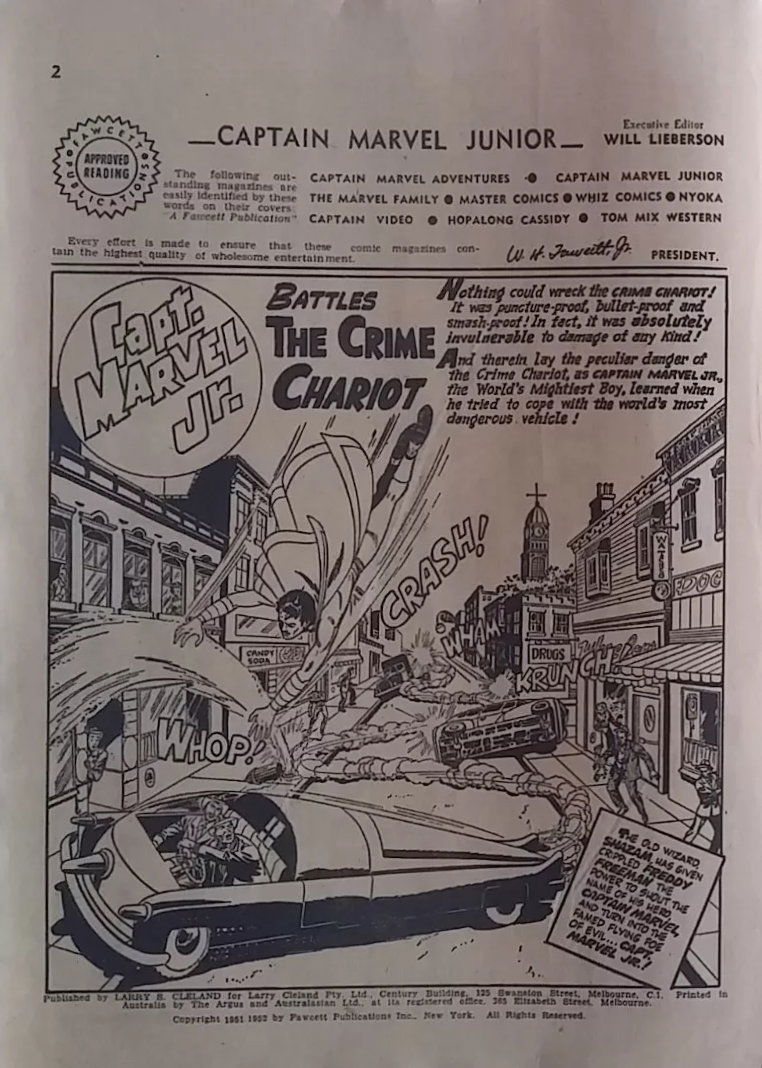 2
FAWCETT
PUBLICATIONS
APPROVED
READING
CAPTAIN MARVEL JUNIOR
Executive Editor
WILL LIEBERSON
The following out-
standing magazines are
easily identified by these
words on their covers:
"A Fawcett Publication"
CAPTAIN MARVEL ADVENTURES ● CAPTAIN MARVEL JUNIOR
THE MARVEL FAMILY ● MASTER COMICS ● WHIZ COMICS ● NYOKA
CAPTAIN VIDEO ● HOPALONG CASSIDY ● TOM MIX WESTERN
Every effort is made to ensure that these comic magazines con-
tain the highest quality of wholesome entertainment.
W. H. Fawcett, Jr. PRESIDENT.
Capt.
MARVEL
Jr.
BATTLES
THE CRIME
CHARIOT
Nothing could wreck the CRIME CHARIOT!
It was puncture-proof, bullet-proof and
smash-proof! In fact, it was absolutely
invulnerable to damage of any kind!
And therein lay the peculiar danger of
the Crime Chariot, as CAPTAIN MARVEL JR.,
the World's Mightiest Boy, learned when
he tried to cope with the world's most
dangerous vehicle!
CRASH!
WHAM!
KRUNCH!
WHOP!
CANDY
SODA
DRUGS
THE OLD WIZARD,
SHAZAM, HAS GIVEN
CRIPPLED FREDDY
FREEMAN THE
POWER TO SHOUT THE
NAME OF HIS HERO
CAPTAIN MARVEL,
AND TURN INTO THE
FAMED FLYING FOE
OF EVIL... CAPT.
MARVEL JR.!
Published by LARRY S. CLELAND for Larry Cleland Pty. Ltd., Century Building, 125 Swanston Street, Melbourne, C.1. Printed in
Australia by The Argus and Australasian Ltd., at its registered office, 365 Elizabeth Street, Melbourne.
Copyright 1951 1952 by Fawcett Publications Inc., New York. All Rights Reserved.